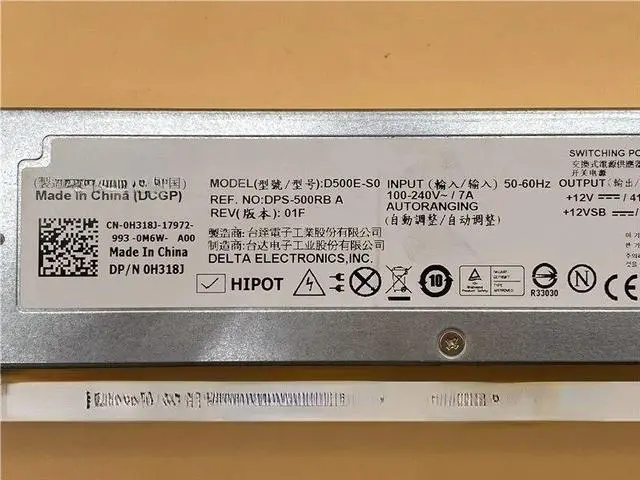 Made in China (UCGP)
CN-0H318J-17972-
993-0M6W- A00
Made In China
DP/N 0H318J
MODEL(型號/型号):D500E-S0
REF. NO:DPS-500RB A
REV(版本): 01F
製造商: 台達電子工業股份有限公司
制造商: 台达电子工业股份有限公司
DELTA ELECTRONICS,INC.
HIPOT
INPUT (輸入/输入) 50-60Hz
100-240V~ / 7A
AUTORANGING
(自動調整/自动调整)
SWITCHING PO
交換式電源供應器
开关电源
OUTPUT(輸出/
+12V / 41
+12VSB /
10
R33030
N
CE